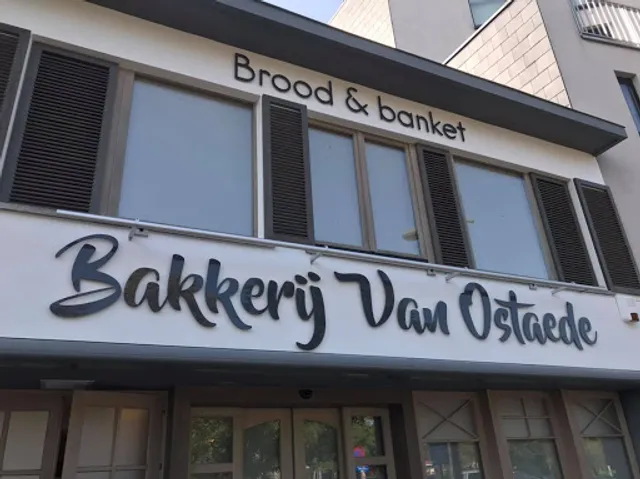 Brood & banket
Bakkerij Van Ostaede